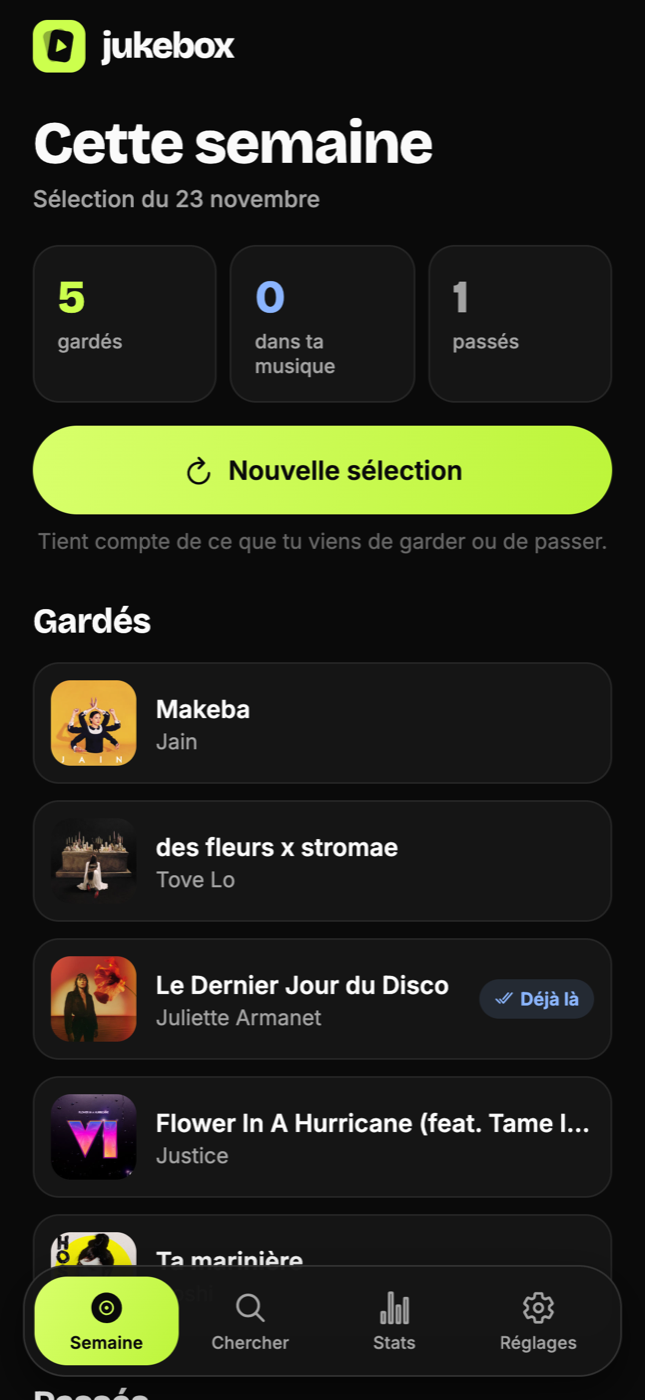 jukebox
Cette semaine
Sélection du 23 novembre
5
gardés
0
dans ta
musique
1
passés
Nouvelle sélection
Tient compte de ce que tu viens de garder ou de passer.
Gardés
JAIN
Makeba
Jain
des fleurs x stromae
Tove Lo
Le Dernier Jour du Disco
Juliette Armanet
Déjà là
VI
Flower In A Hurricane (feat. Tame I...
Justice
HO
Ta marinière
Semaine
Chercher
Stats
Réglages